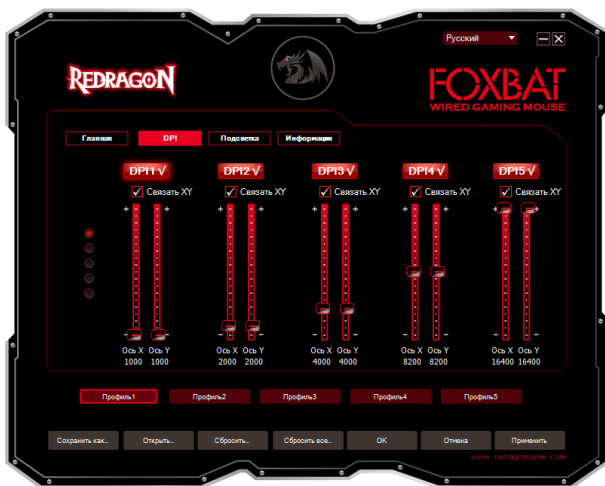 Русский
REDRAGON
FOXBAT
WIRED GAMING MOUSE
Главная DPI Подсветка Информация
DPI1 √ DPI2 √ DPI3 √ DPI4 √ DPI5 √
Связать XY Связать XY Связать XY Связать XY Связать XY
+ + + + + + + + + +
- - - - - - - - - -
Ось X Ось Y Ось X Ось Y Ось X Ось Y Ось X Ось Y Ось X Ось Y
1000 1000 2000 2000 4000 4000 8200 8200 16400 16400
Профиль1 Профиль2 Профиль3 Профиль4 Профиль5
Сохранить как... Открыть... Сбросить... Сбросить все... OK Отмена Применить
www.redragonzone.com